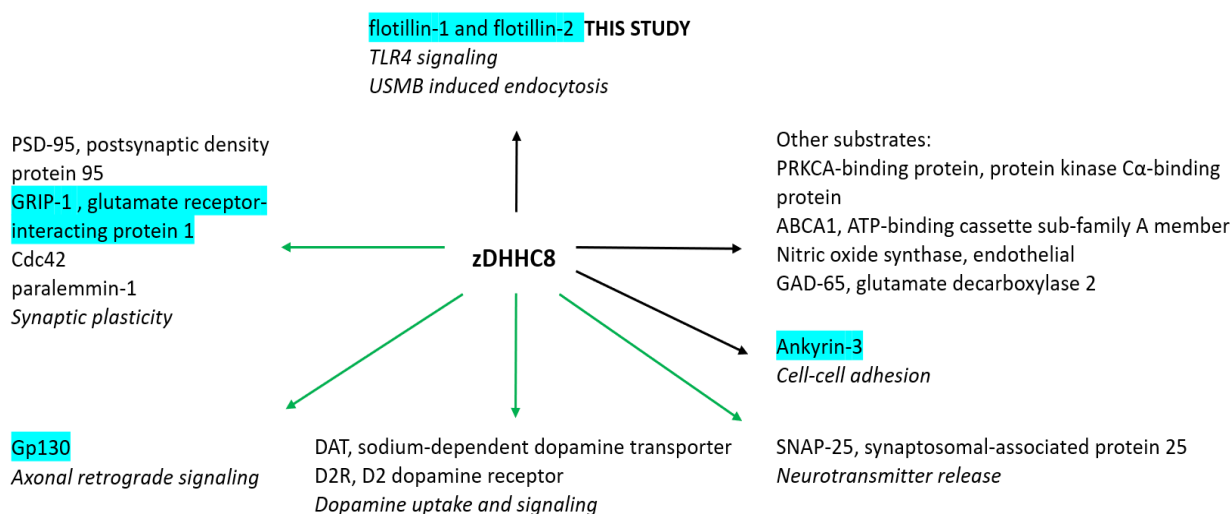 flotillin-1 and flotillin-2 THIS STUDY
TLR4 signaling
USMB induced endocytosis
PSD-95, postsynaptic density
protein 95
GRIP-1 , glutamate receptor-
interacting protein 1
Cdc42
paralemmin-1
Synaptic plasticity
zDHHC8
Other substrates:
PRKCA-binding protein, protein kinase Cα-binding
protein
ABCA1, ATP-binding cassette sub-family A member
Nitric oxide synthase, endothelial
GAD-65, glutamate decarboxylase 2
Ankyrin-3
Cell-cell adhesion
Gp130
Axonal retrograde signaling
DAT, sodium-dependent dopamine transporter
D2R, D2 dopamine receptor
Dopamine uptake and signaling
SNAP-25, synaptosomal-associated protein 25
Neurotransmitter release